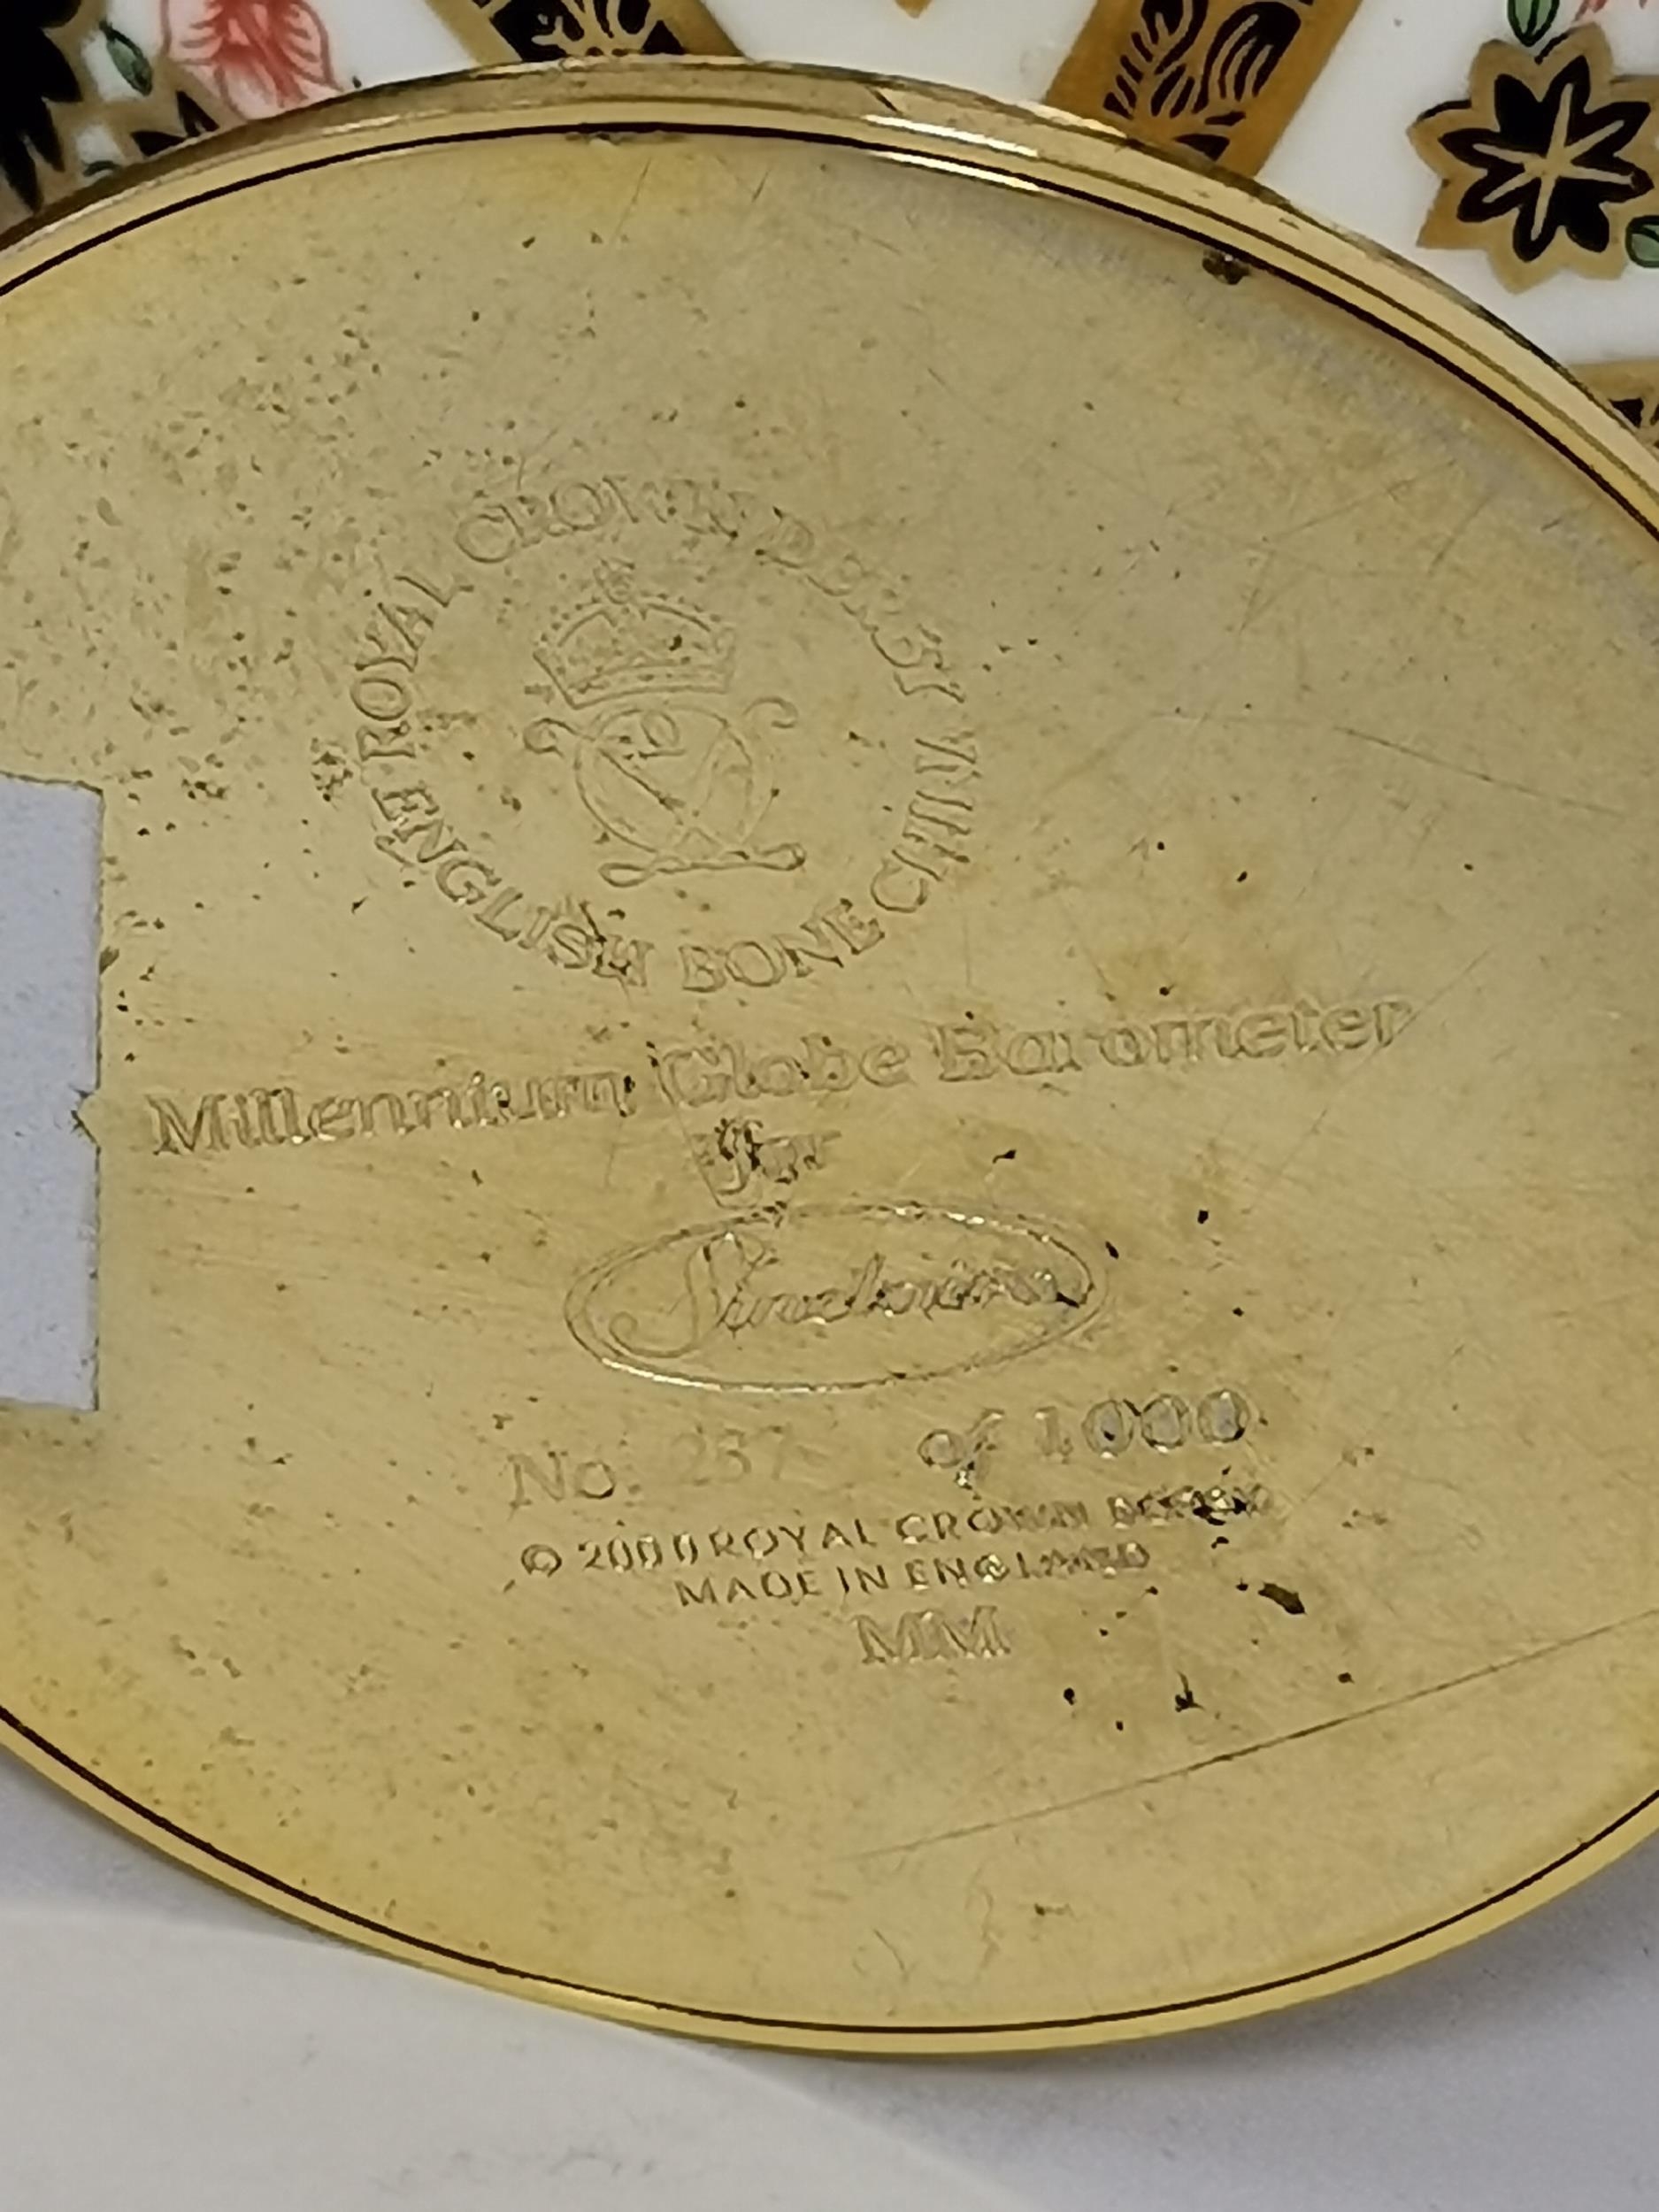 ROYAL CROWN DERBY
ENGLISH BONE CHINA
Millennium Globe Barometer
for
Sinclairs
No. 237 of 1000
© 2000 ROYAL CROWN DERBY
MADE IN ENGLAND
MM